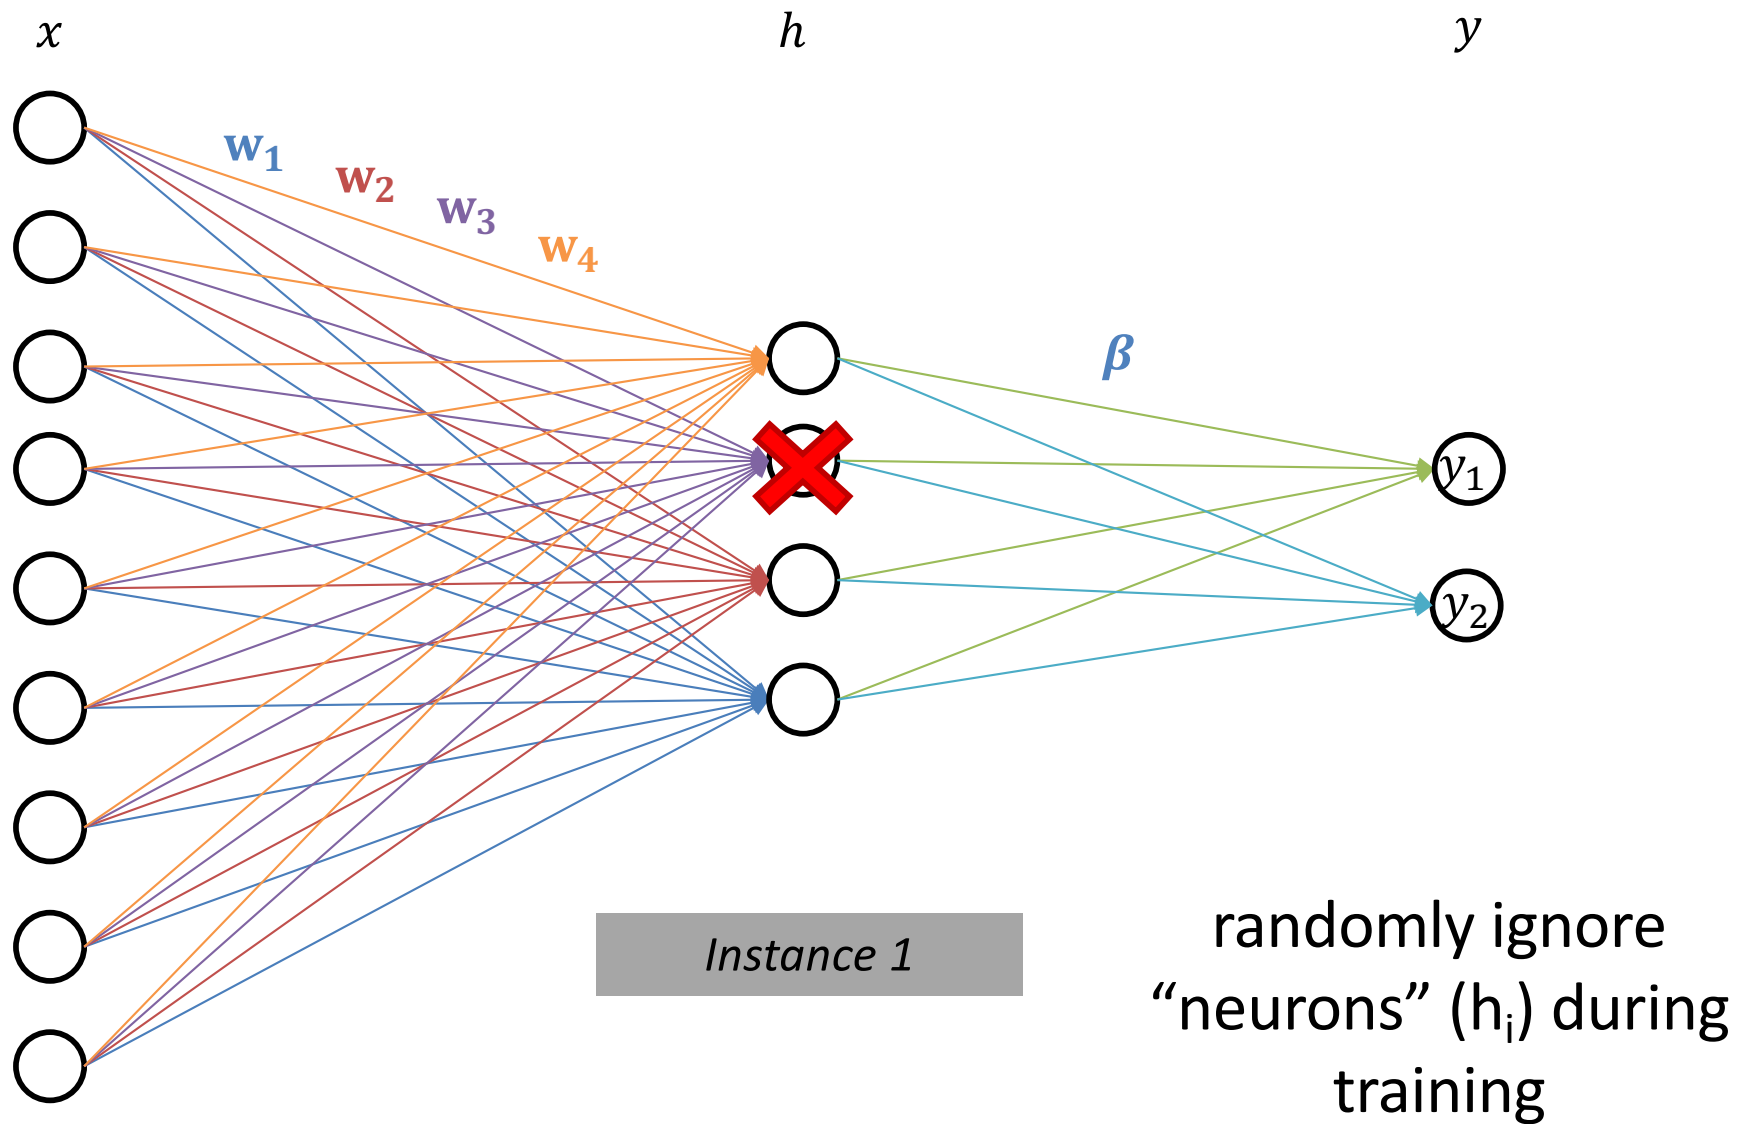 x
h
y
w1
w2
w3
w4
β
y1
y2
Instance 1
randomly ignore
“neurons” (hi) during
training